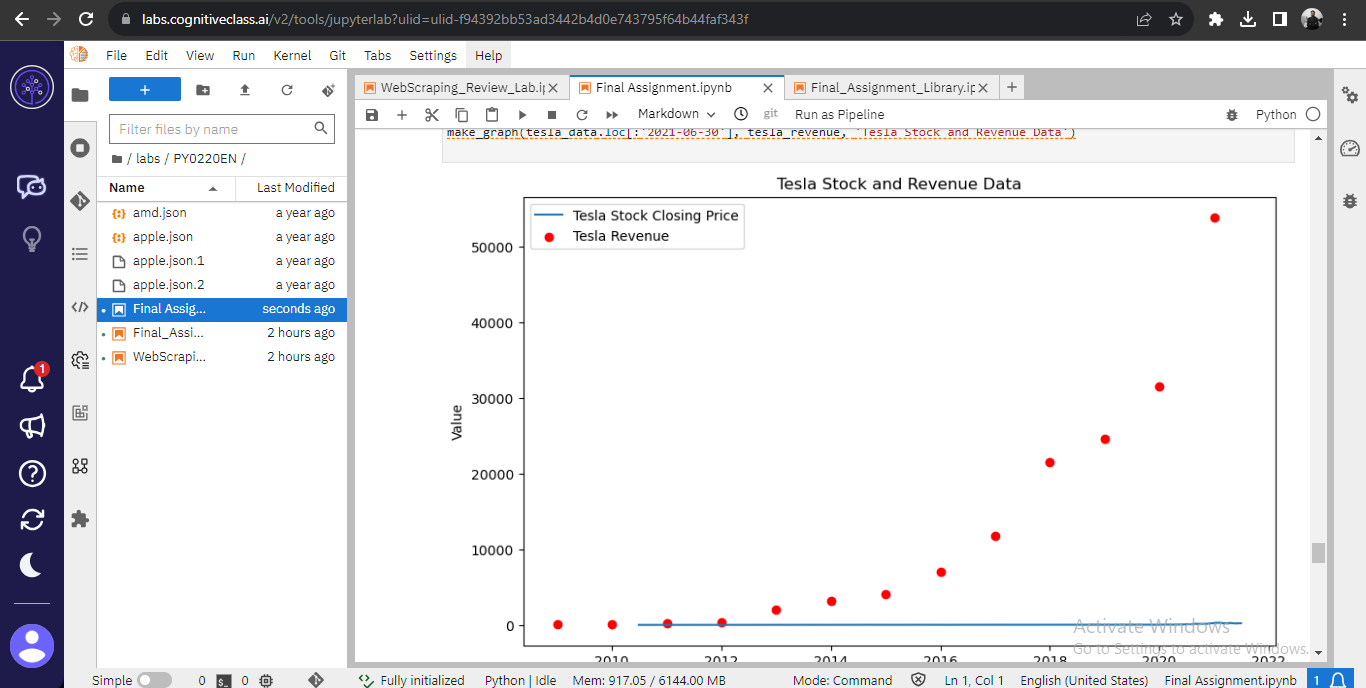 labs.cognitiveclass.ai/v2/tools/jupyterlab?ulid=ulid-f94392bb53ad3442b4d0e743795f64b44faf343f
File Edit View Run Kernel Git Tabs Settings Help
+
Filter files by name
/ labs / PY0220EN /
Name Last Modified
amd.json a year ago
apple.json a year ago
apple.json.1 a year ago
apple.json.2 a year ago
Final Assig... seconds ago
Final_Assi... 2 hours ago
WebScrapi... 2 hours ago
WebScraping_Review_Lab.i
Final Assignment.ipynb
Final_Assignment_Library.ip
Markdown git Run as Pipeline Python
make_graph(tesla_data.loc[:'2021-06-30'], tesla_revenue, 'Tesla Stock and Revenue Data')
Tesla Stock and Revenue Data
Tesla Stock Closing Price
Tesla Revenue
50000
40000
30000
20000
10000
0
Value
2010 2012 2014 2016 2018 2020 2022
Activate Windows
Go to Settings to activate Windows.
1
Simple 0 0 Fully initialized Python | Idle Mem: 917.05 / 6144.00 MB Mode: Command Ln 1, Col 1 English (United States) Final Assignment.ipynb 1